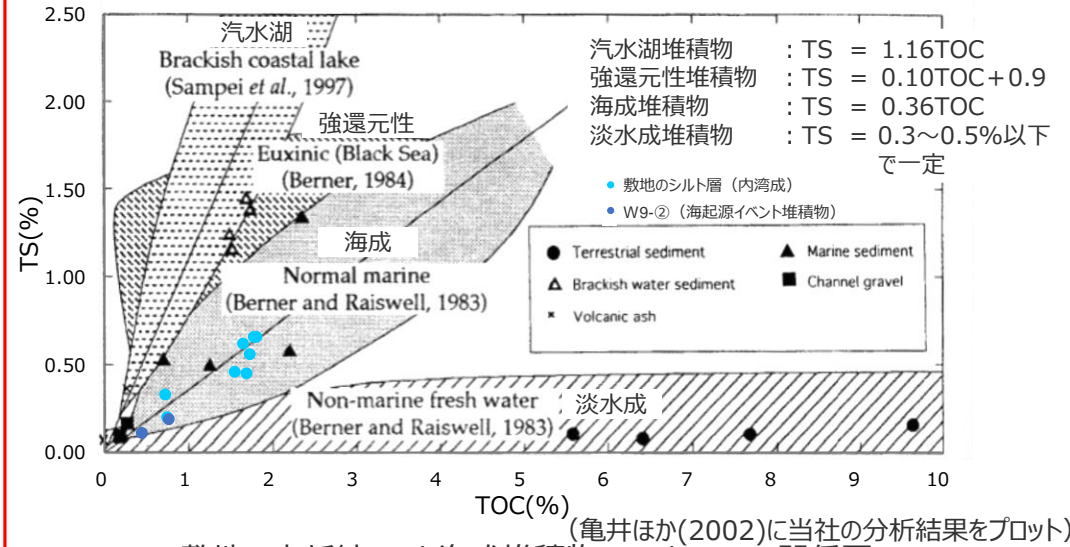 2.50
2.00
1.50
1.00
0.50
0.00
TS(%)
汽水湖
Brackish coastal lake
(Sampei et al., 1997)
強還元性
Euxinic (Black Sea)
(Berner, 1984)
海成
Normal marine
(Berner and Raiswell, 1983)
Non-marine fresh water
淡水成
(Berner and Raiswell, 1983)
汽水湖堆積物 : TS = 1.16TOC
強還元性堆積物 : TS = 0.10TOC+0.9
海成堆積物 : TS = 0.36TOC
淡水成堆積物 : TS = 0.3~0.5%以下
で一定
敷地のシルト層(内湾成)
W9-②(海起源イベント堆積物)
Terrestrial sediment
Marine sediment
Brackish water sediment
Channel gravel
Volcanic ash
0 1 2 3 4 5 6 7 8 9 10
TOC(%)
(亀井ほか(2002)に当社の分析結果をプロット)